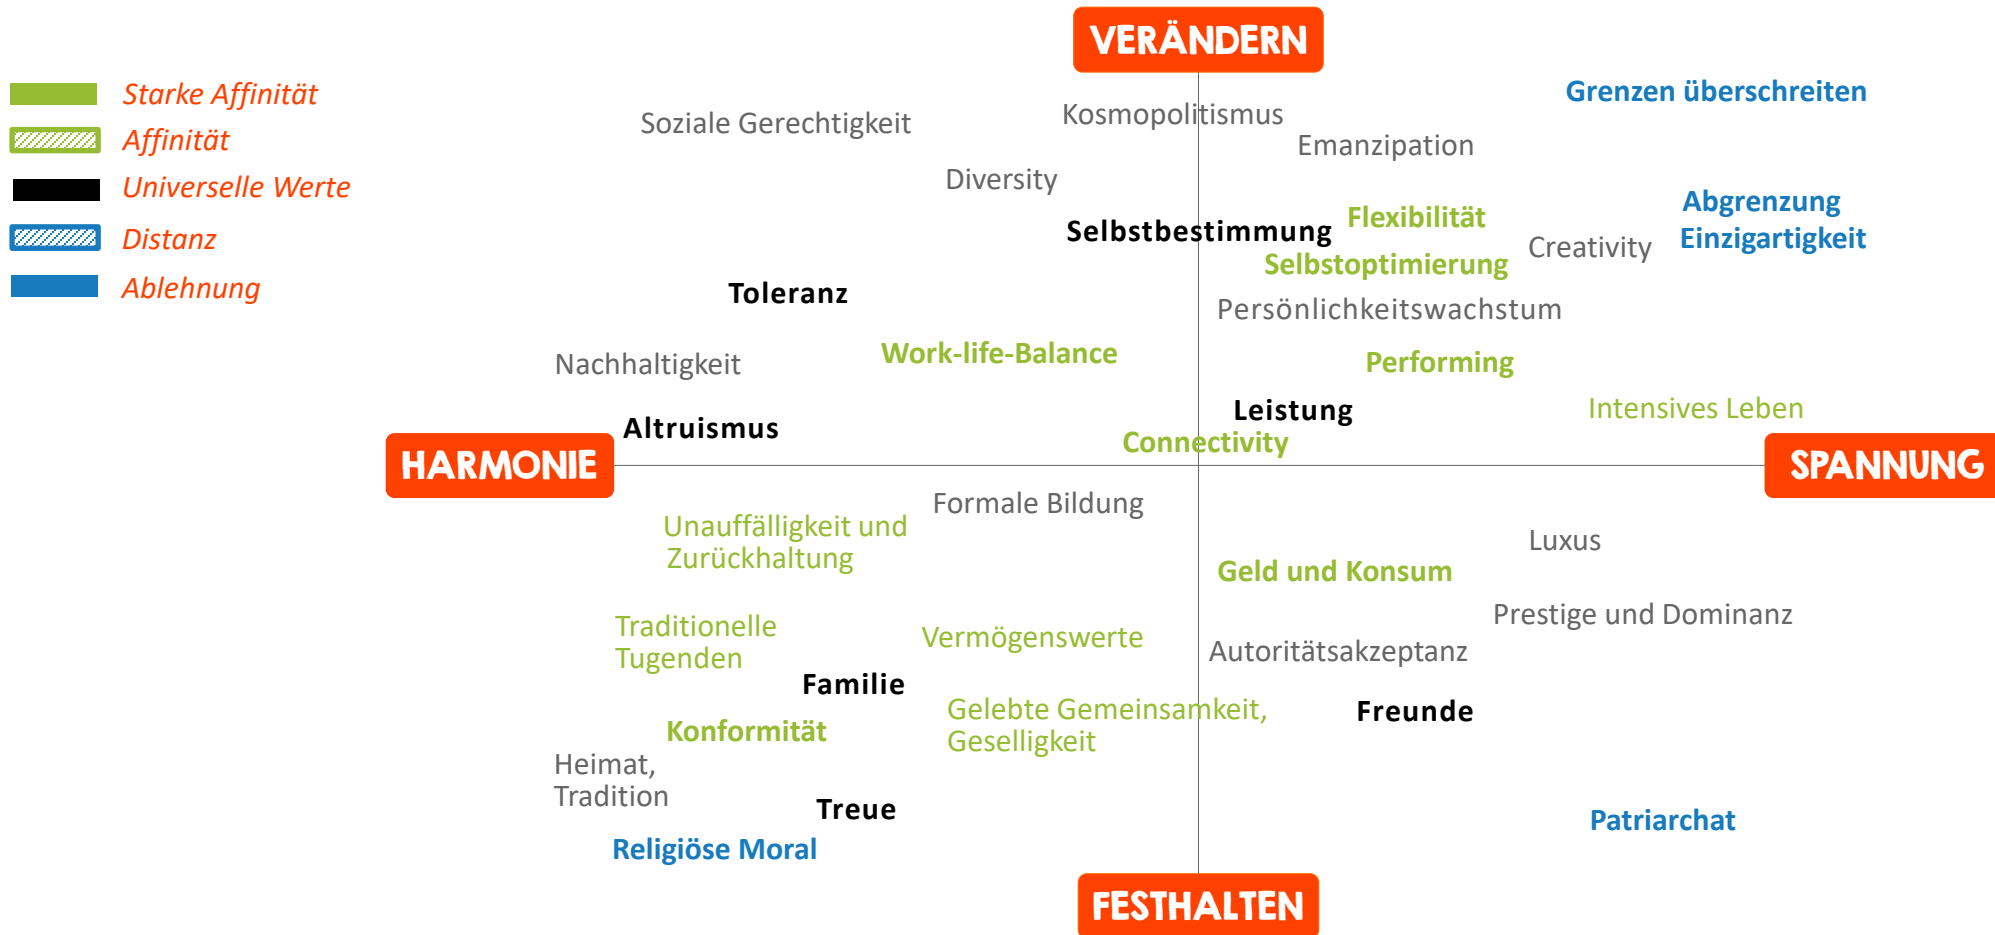 VERÄNDERN
Starke Affinität
Affinität
Universelle Werte
Distanz
Ablehnung
Grenzen überschreiten
Kosmopolitismus
Soziale Gerechtigkeit
Emanzipation
Diversity
Abgrenzung
Einzigartigkeit
Flexibilität
Selbstbestimmung
Creativity
Selbstoptimierung
Toleranz
Persönlichkeitswachstum
Work-life-Balance
Performing
Nachhaltigkeit
Intensives Leben
Leistung
Altruismus
Connectivity
HARMONIE
SPANNUNG
Formale Bildung
Unauffälligkeit und
Zurückhaltung
Luxus
Geld und Konsum
Prestige und Dominanz
Traditionelle
Tugenden
Vermögenswerte
Autoritätsakzeptanz
Familie
Gelebte Gemeinsamkeit,
Geselligkeit
Freunde
Konformität
Heimat,
Tradition
Treue
Patriarchat
Religiöse Moral
FESTHALTEN